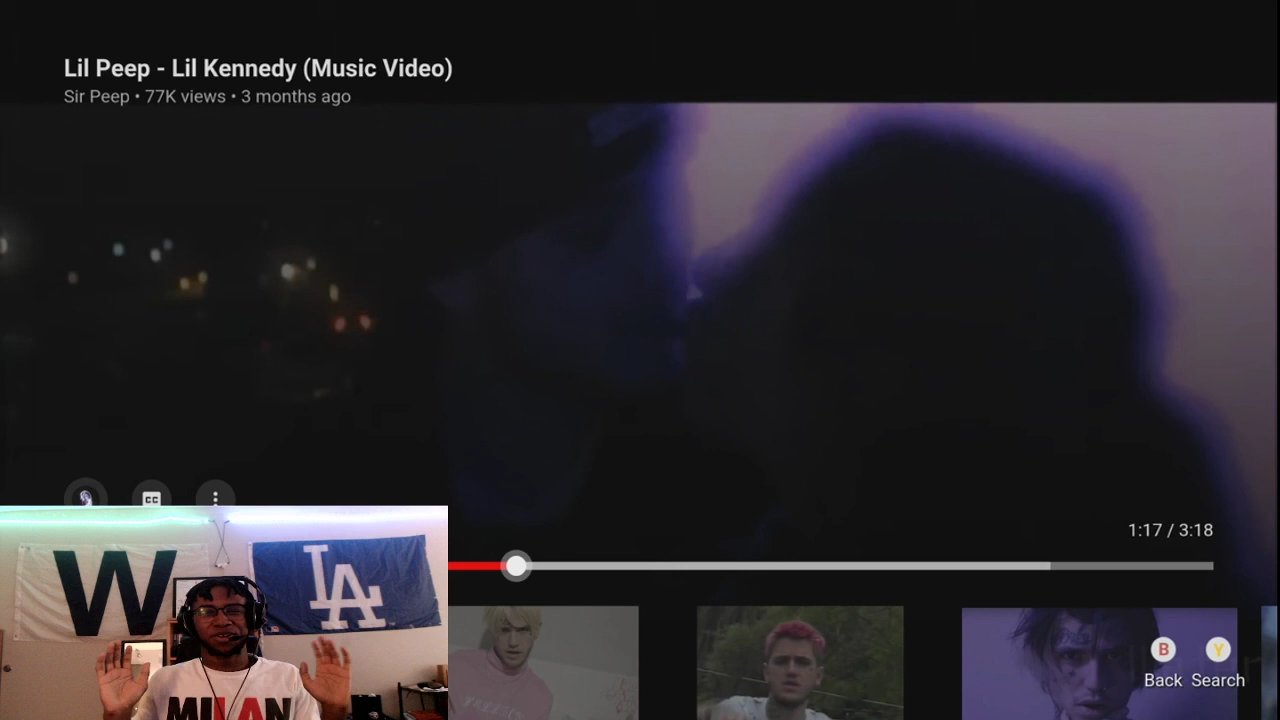 Lil Peep - Lil Kennedy (Music Video)
Sir Peep • 77K views • 3 months ago
CC
1:17 / 3:18
W
LA
B Y
Back Search
MILAN